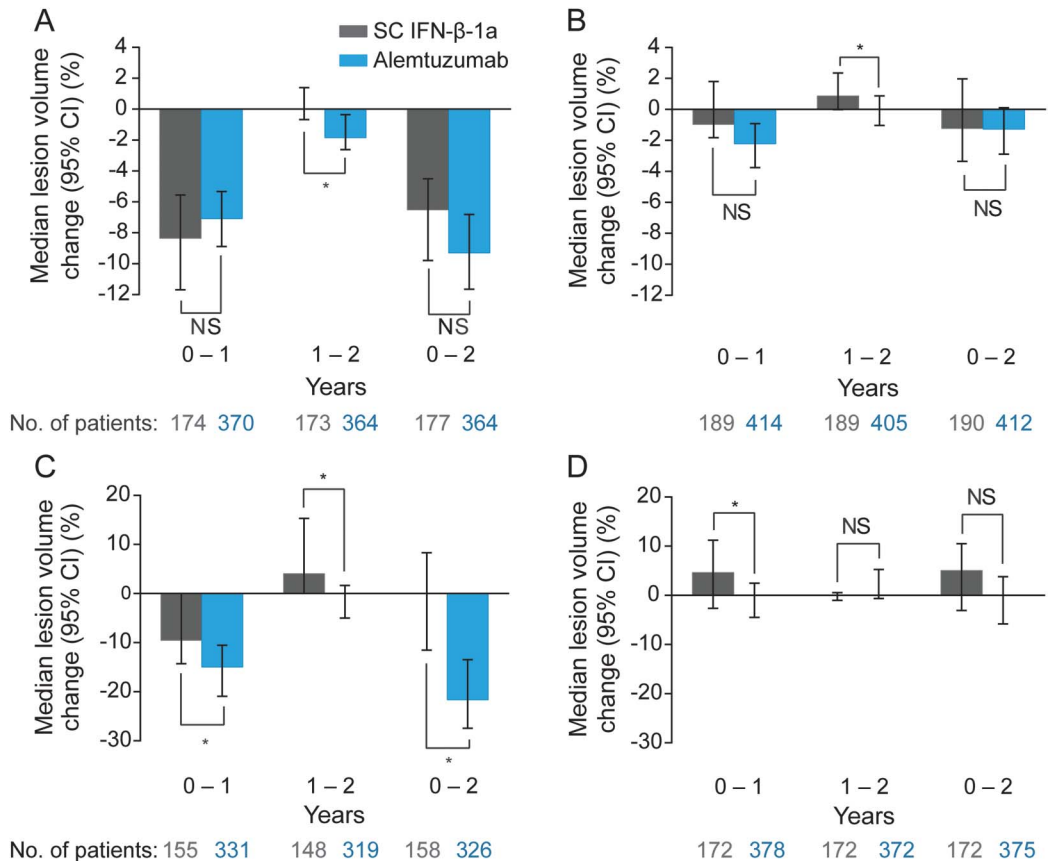 A
SC IFN-β-1a
Alemtuzumab
Median lesion volume
change (95% CI) (%)
4
2
0
-2
-4
-6
-8
-10
-12
NS
*
NS
0 – 1
1 – 2
0 – 2
Years
No. of patients: 174 370 173 364 177 364
B
Median lesion volume
change (95% CI) (%)
4
2
0
-2
-4
-6
-8
-10
-12
NS
*
NS
0 – 1
1 – 2
0 – 2
Years
189 414 189 405 190 412
C
Median lesion volume
change (95% CI) (%)
20
10
0
-10
-20
-30
*
*
*
0 – 1
1 – 2
0 – 2
Years
No. of patients: 155 331 148 319 158 326
D
Median lesion volume
change (95% CI) (%)
20
10
0
-10
-20
-30
*
NS
NS
0 – 1
1 – 2
0 – 2
Years
172 378 172 372 172 375